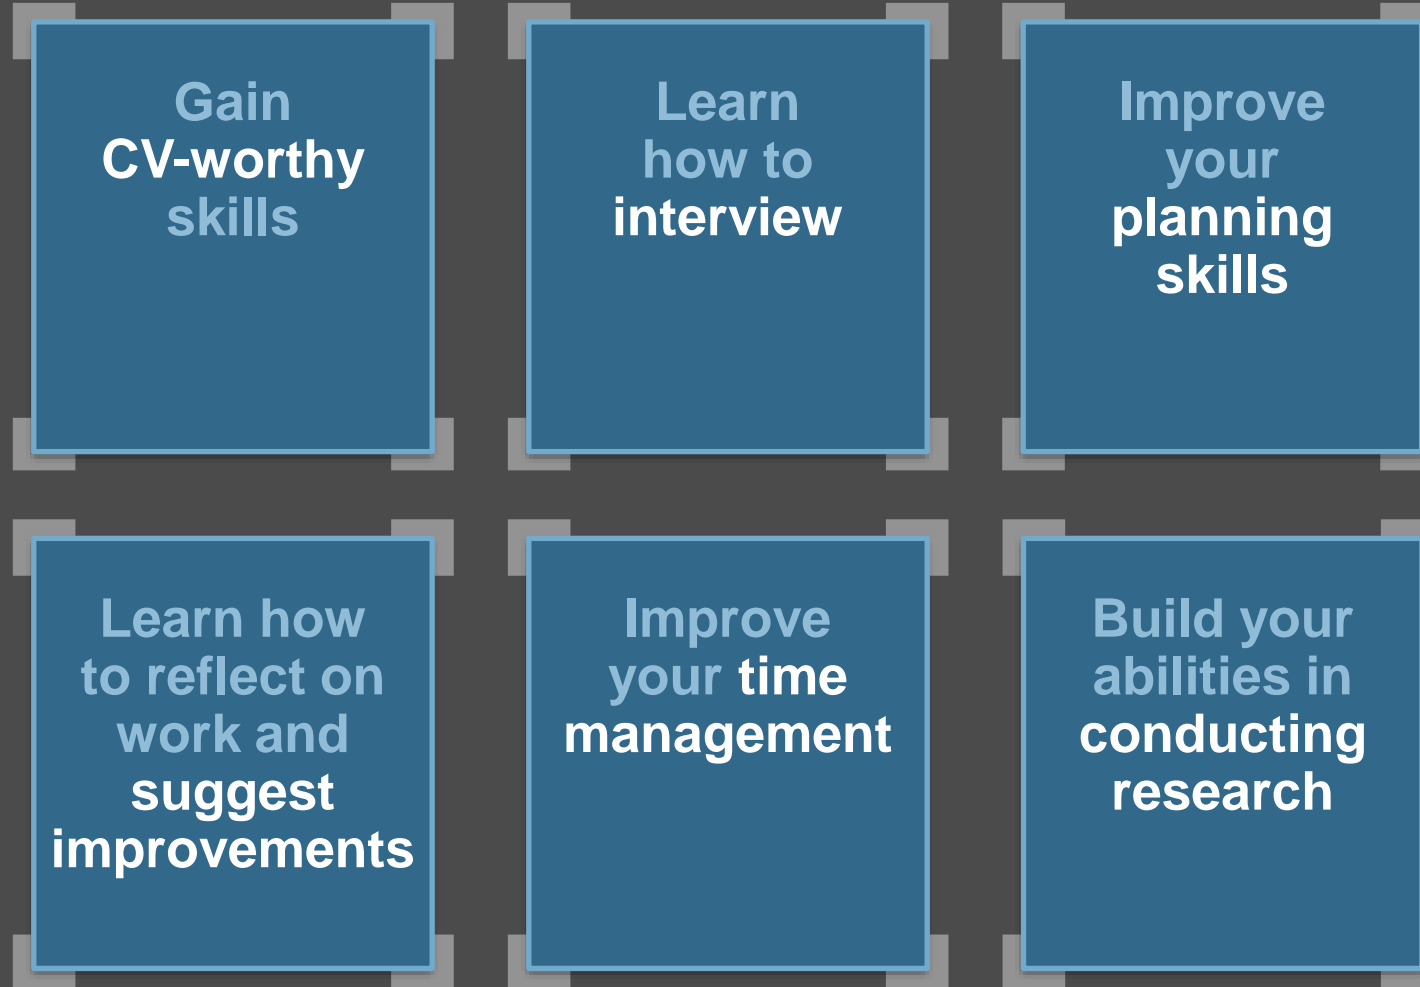 Gain
CV-worthy
skills
Learn
how to
interview
Improve
your
planning
skills
Learn how
to reflect on
work and
suggest
improvements
Improve
your time
management
Build your
abilities in
conducting
research